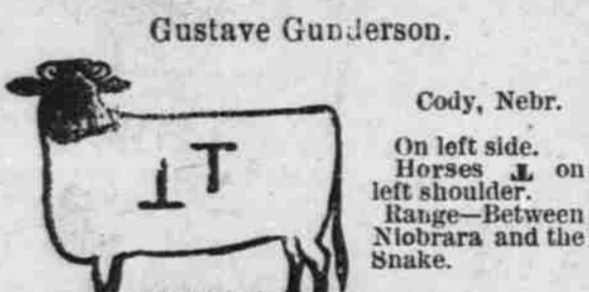 Gustave Gunderson.
Cody, Nebr.
On left side.
Horses ⊥ on
left shoulder.
Range—Between
Niobrara and the
Snake.
⊥ T